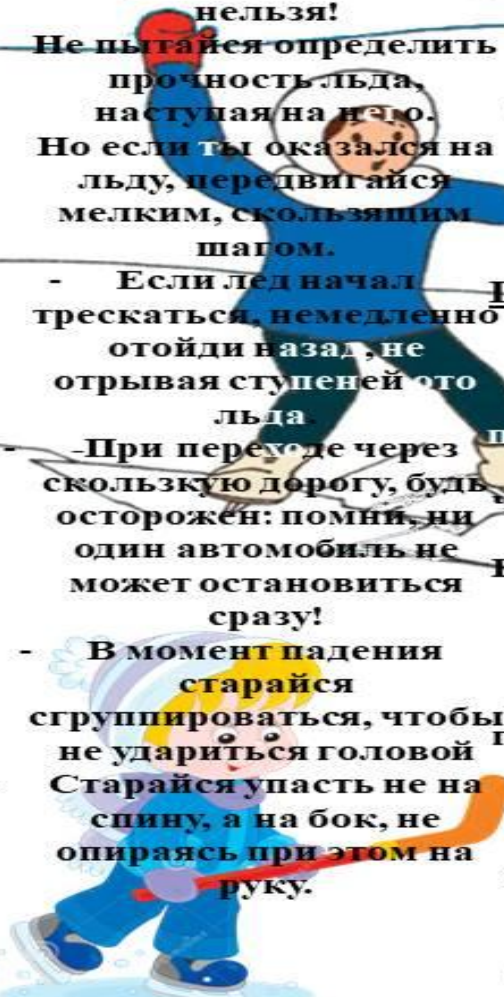 нельзя!
Не пытайся определить
прочность льда,
наступая на него.
Но если ты оказался на
льду, передвигайся
мелким, скользящим
шагом.
- Если лед начал
трескаться, немедленно
отойди назад, не
отрывая ступеней ото
льда.
- -При переходе через
скользкую дорогу, будь
осторожен: помни, ни
один автомобиль не
может остановиться
сразу!
- В момент падения
старайся
сгруппироваться, чтобы
не удариться головой
Старайся упасть не на
спину, а на бок, не
опираясь при этом на
руку.